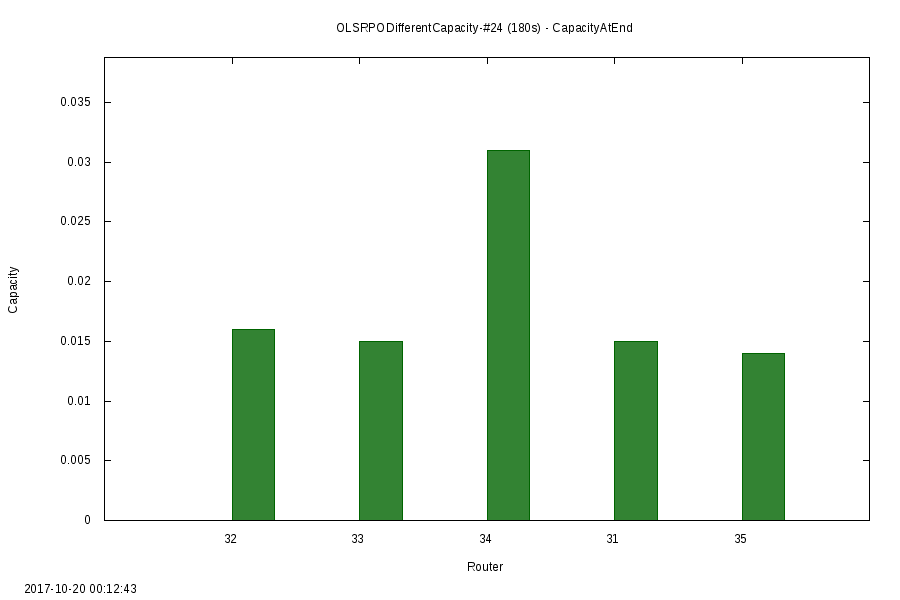 OLSRPODifferentCapacity-#24 (180s) - CapacityAtEnd
0.035
0.03
0.025
0.02
0.015
0.01
0.005
0
Capacity
32 33 34 31 35
Router
2017-10-20 00:12:43